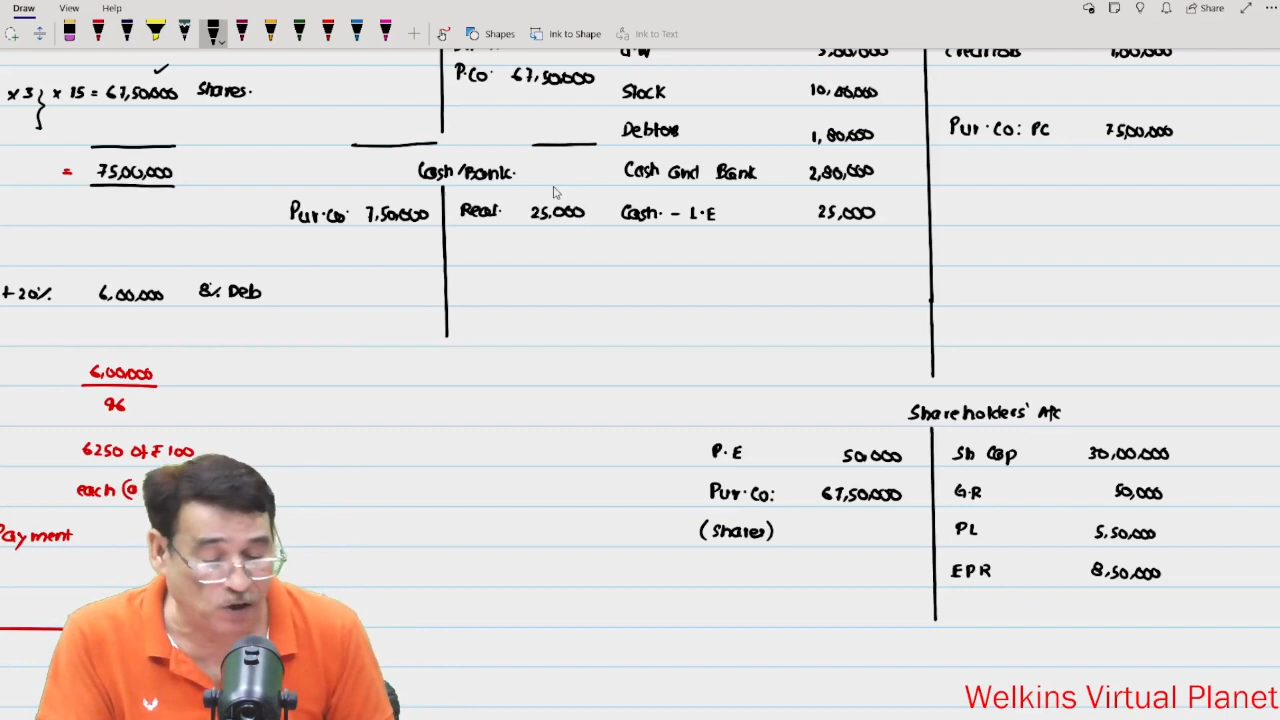 Draw View Help
Shapes Ink to Shape Ink to Text Share
x 3 } x 15 = 67,50,000 Shares.
= 75,00,000
+20% 6,00,000 8% Deb
6,00,000
96
6250 of ₹ 100
each @
Payment
P.Co. 67,50,000
Cash/Bank.
Pur.Co. 7,50,000 Real. 25,000
Stock 10,80,000
Debtors 1,80,000
Cash and Bank 2,80,000
Cash. - L.E 25,000
Creditors
Pur.Co: PC 75,00,000
Shareholders' A/c
P.E 50,000 Sh Cap 30,00,000
Pur.Co: 67,50,000 G.R 50,000
(Shares) PL 5,50,000
EPR 8,50,000
Welkins Virtual Planet